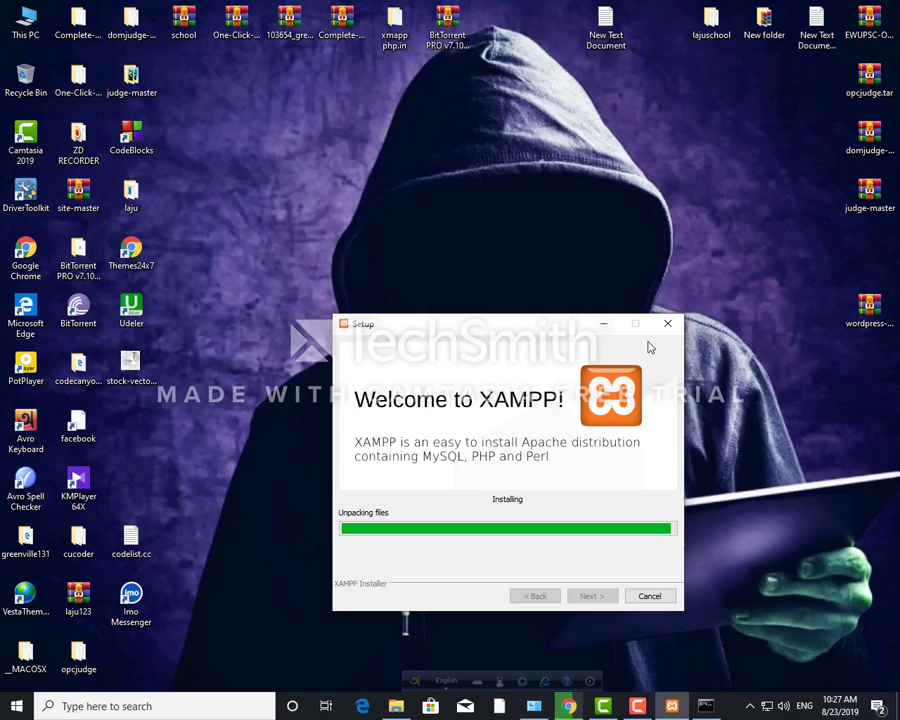 This PC
Complete-...
domjudge-...
school
One-Click-...
103654_gre...
Complete-...
xmapp
php.in
BitTorrent
PRO v7.10...
New Text
Document
lajuschool
New folder
New Text
Docume...
EWUPSC-O...
Recycle Bin
One-Click-...
judge-master
opcjudge.tar
Camtasia
2019
ZD
RECORDER
CodeBlocks
domjudge-...
DriverToolkit
site-master
laju
judge-master
Google
Chrome
BitTorrent
PRO v7.10...
Themes24x7
Microsoft
Edge
BitTorrent
Udeler
wordpress-...
PotPlayer
codecanyo...
stock-vecto...
Avro
Keyboard
facebook
Avro Spell
Checker
KMPlayer
64X
greenville131
cucoder
codelist.cc
VestaThem...
laju123
Imo
Messenger
__MACOSX
opcjudge
Setup
TechSmith
MADE WITH CAMTASIA FREE TRIAL
Welcome to XAMPP!
XAMPP is an easy to install Apache distribution
containing MySQL, PHP and Perl
Installing
Unpacking files
XAMPP Installer
< Back
Next >
Cancel
English
Type here to search
ENG
10:27 AM
8/23/2019
2